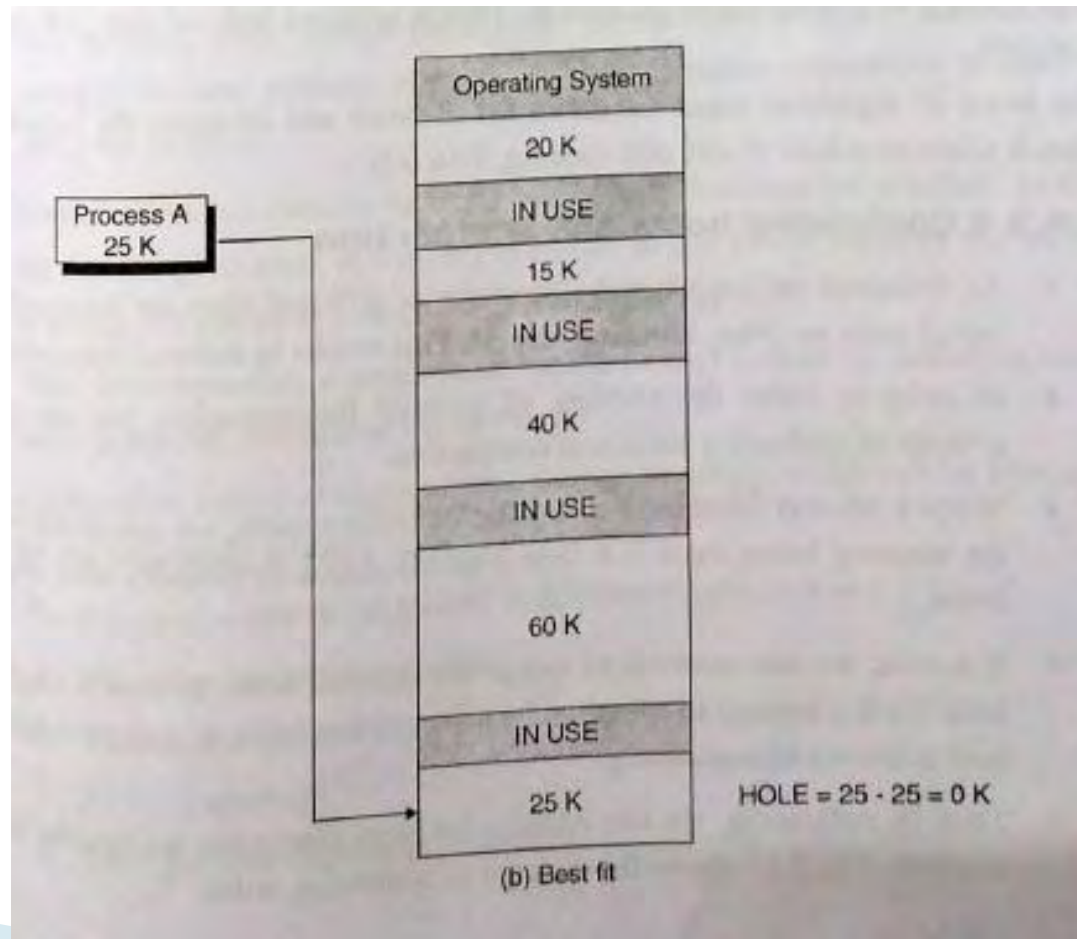 Operating System
20 K
Process A
25 K
IN USE
15 K
IN USE
40 K
IN USE
60 K
IN USE
25 K
HOLE = 25 - 25 = 0 K
(b) Best fit